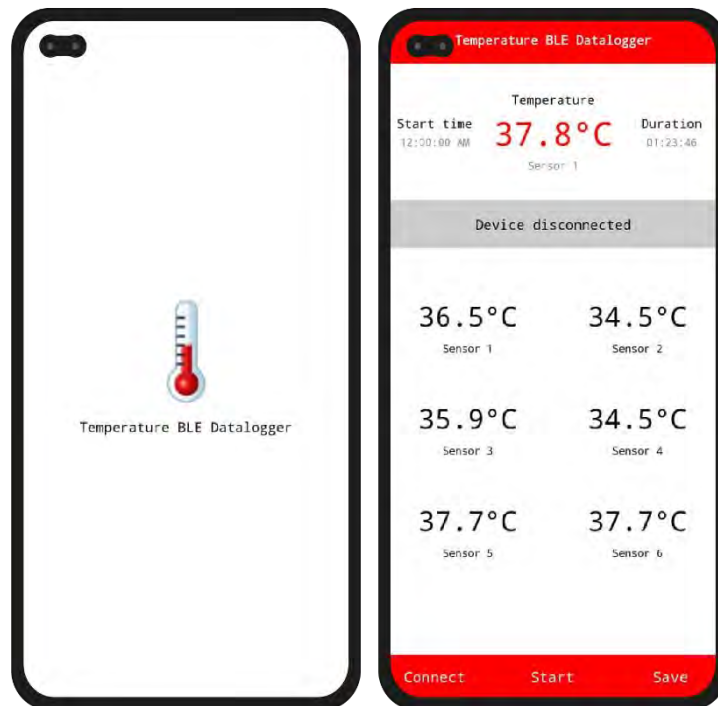 Temperature BLE Datalogger
Temperature BLE Datalogger
Temperature
Start time
37.8°C
Duration
12:00:00 AM
01:23:46
Sensor 1
Device disconnected
36.5°C
34.5°C
Sensor 1
Sensor 2
35.9°C
34.5°C
Sensor 3
Sensor 4
37.7°C
37.7°C
Sensor 5
Sensor 6
Connect
Start
Save